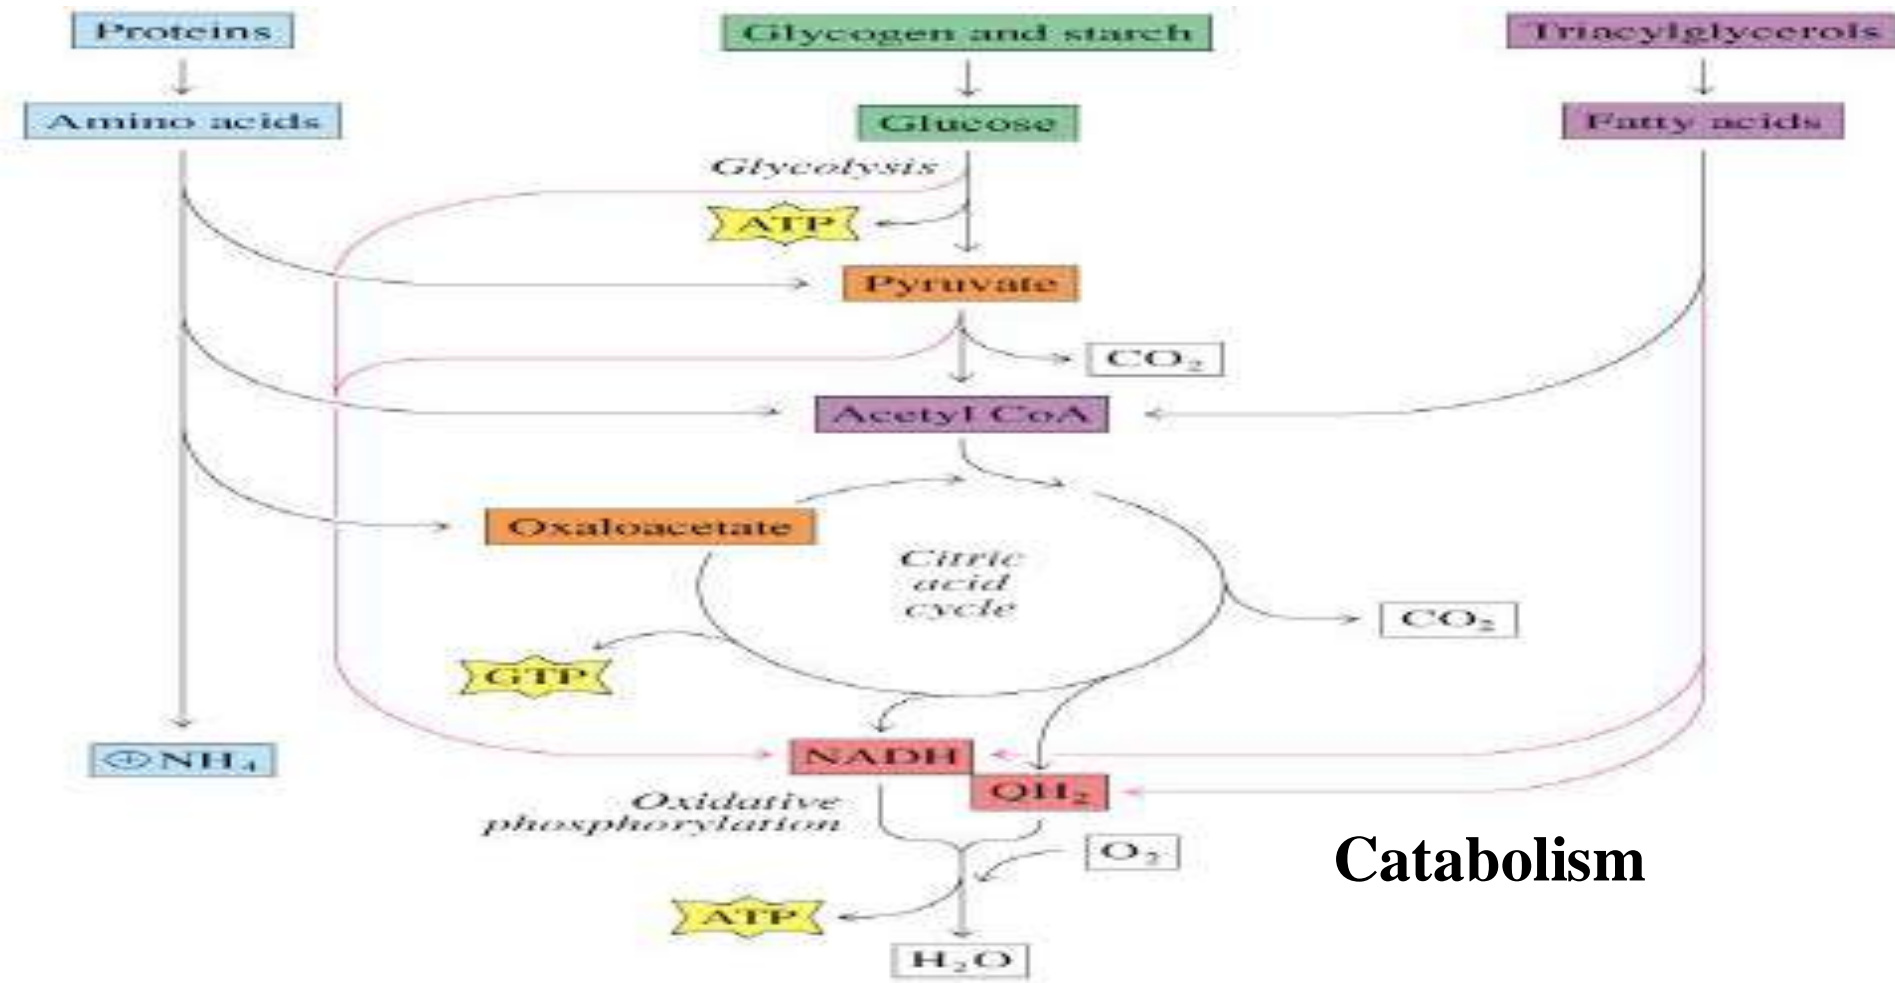 Proteins
Glycogen and starch
Triacylglycerols
Amino acids
Glucose
Fatty acids
Glycolysis
ATP
Pyruvate
CO₂
Acetyl CoA
Oxaloacetate
Citric
acid
cycle
CO₂
GTP
⊕NH₄
NADH
QH₂
Oxidative
phosphorylation
O₂
Catabolism
ATP
H₂O